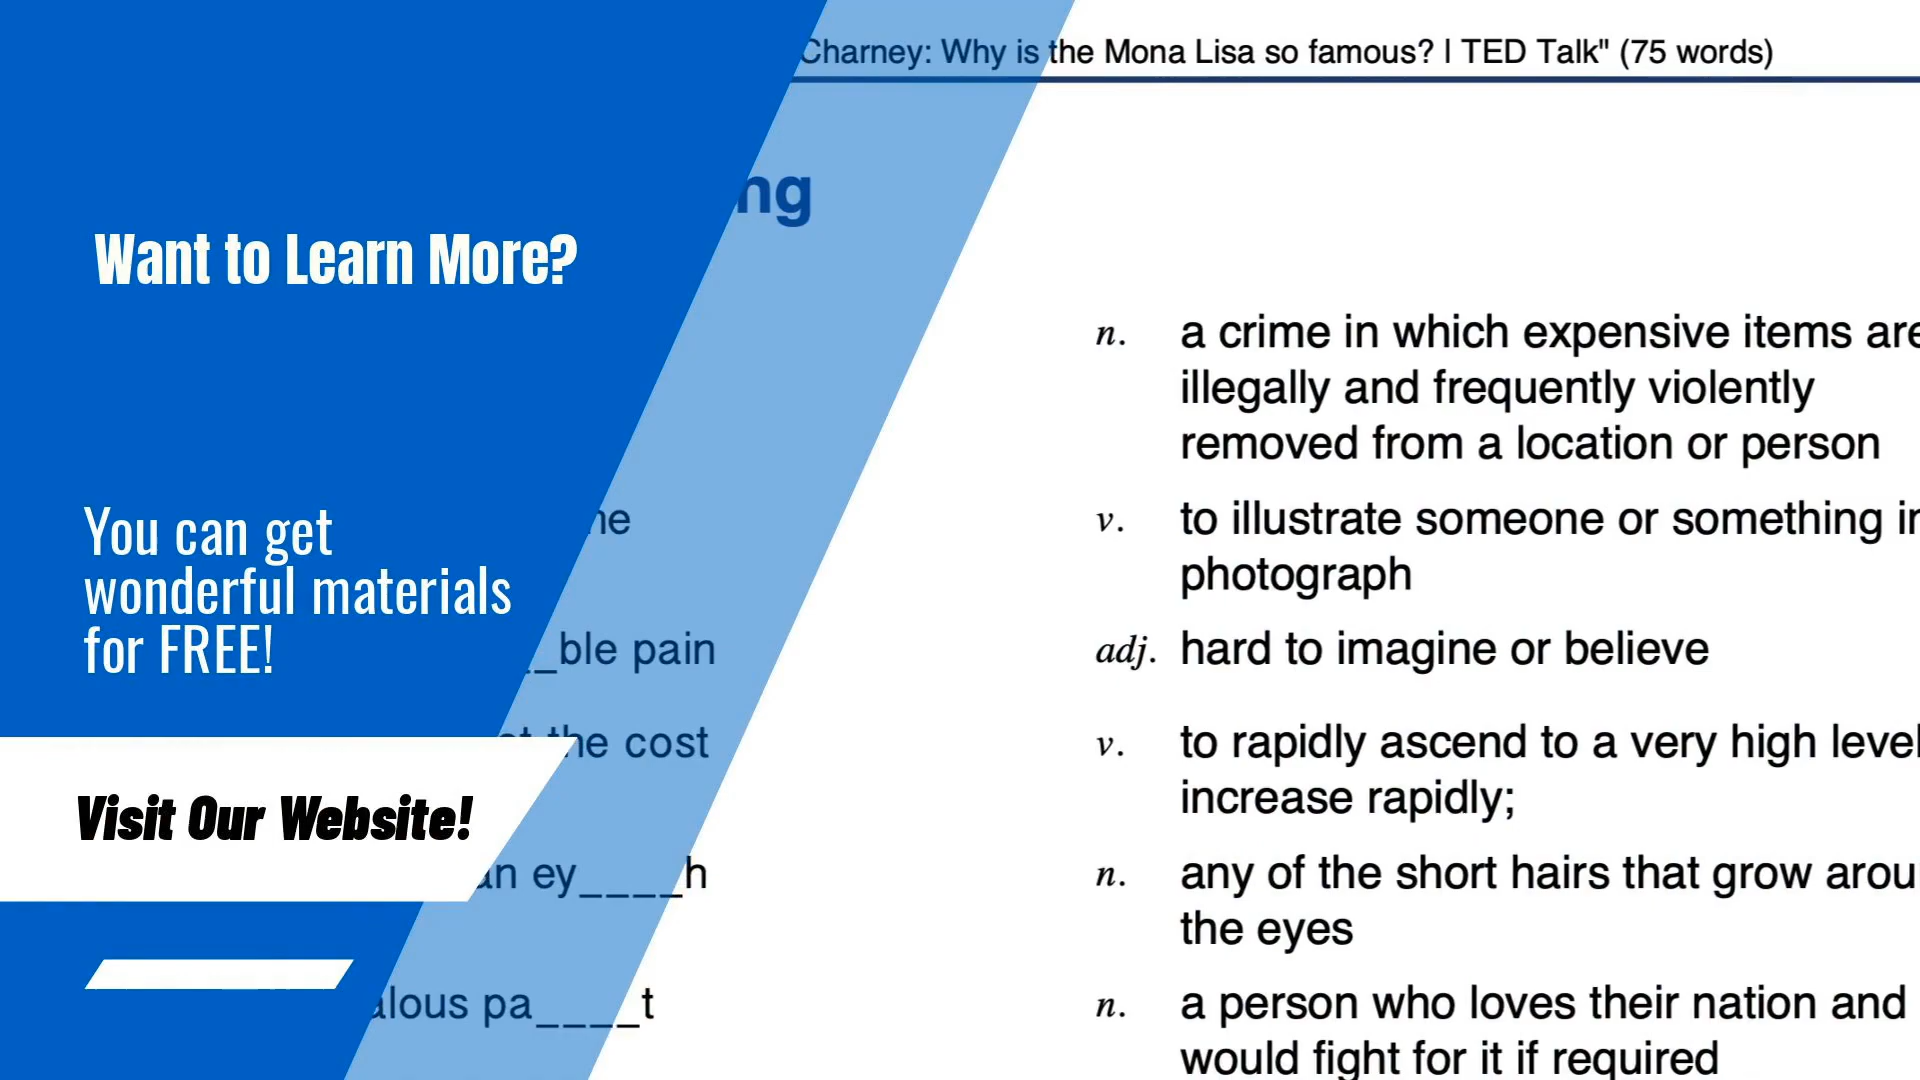 Charney: Why is the Mona Lisa so famous? | TED Talk" (75 words)
ng
Want to Learn More?
You can get
wonderful materials
for FREE!
Visit Our Website!
n. a crime in which expensive items are
illegally and frequently violently
removed from a location or person
v. to illustrate someone or something in
photograph
_ble pain
adj. hard to imagine or believe
the cost
v. to rapidly ascend to a very high level
increase rapidly;
an ey____h
n. any of the short hairs that grow arou
the eyes
alous pa____t
n. a person who loves their nation and
would fight for it if required